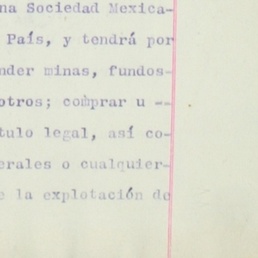 na Sociedad Mexica-
País, y tendrá por
nder minas, fundos-
otros; comprar u --
tulo legal, así co-
erales o cualquier-
e la explotación de